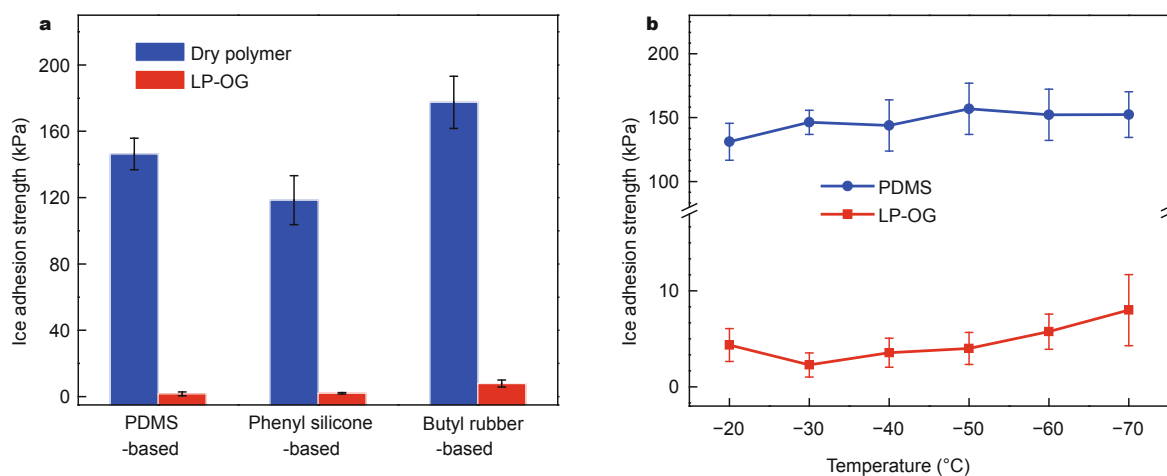 a
Dry polymer
LP-OG
200
160
120
80
40
0
Ice adhesion strength (kPa)
PDMS
-based
Phenyl silicone
-based
Butyl rubber
-based
b
200
150
100
10
0
Ice adhesion strength (kPa)
PDMS
LP-OG
−20
−30
−40
−50
−60
−70
Temperature (°C)